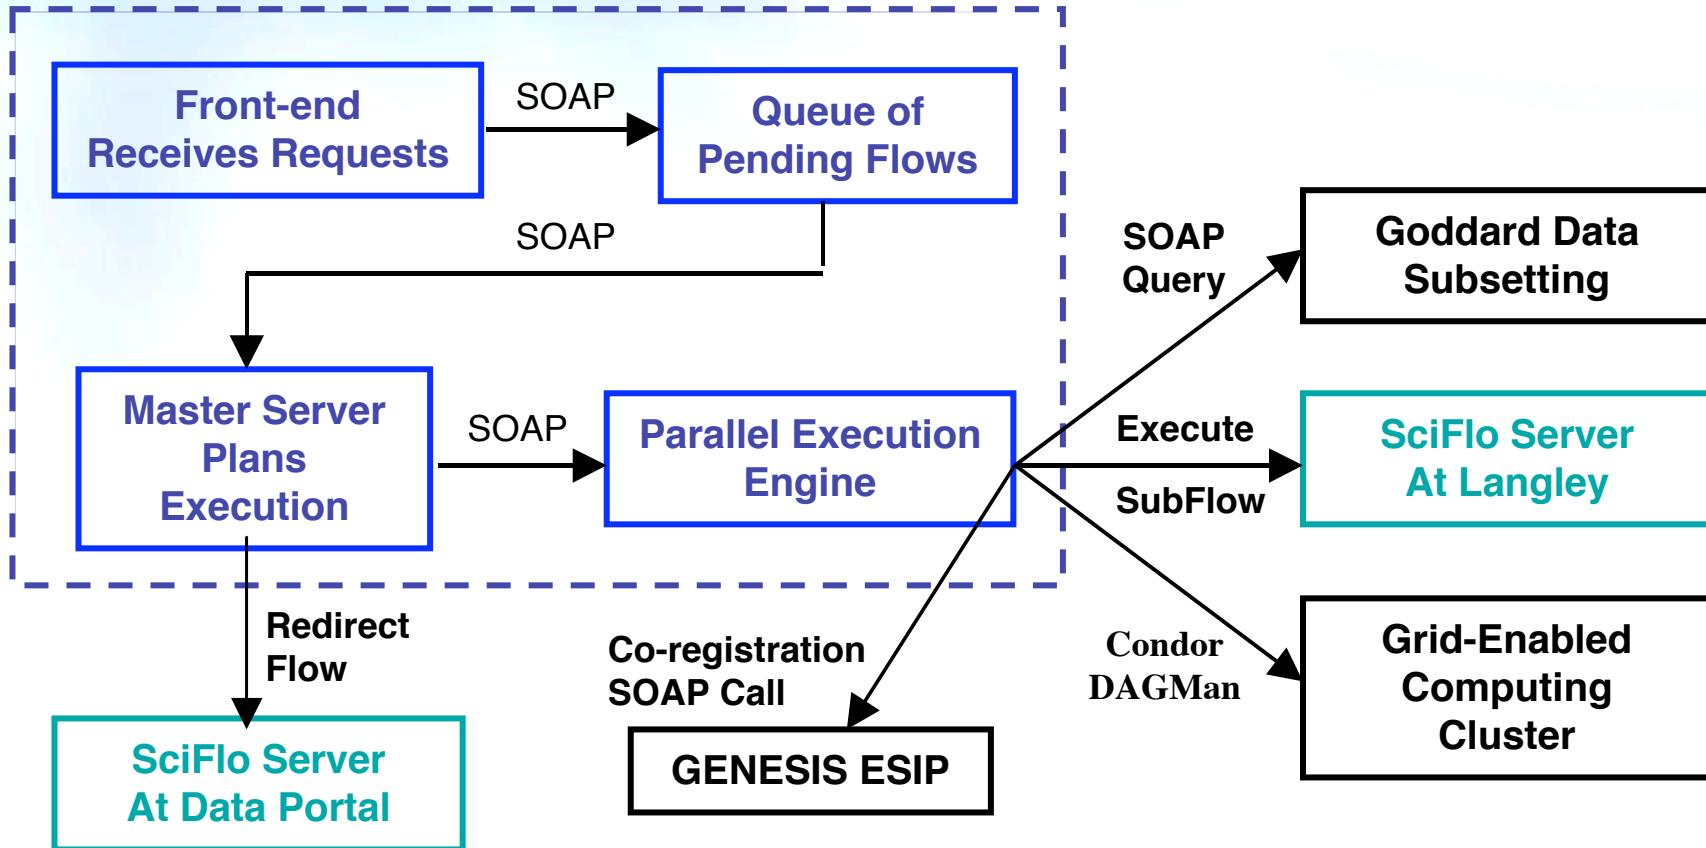 Front-end
Receives Requests
SOAP
Queue of
Pending Flows
SOAP
Master Server
Plans
Execution
SOAP
Parallel Execution
Engine
SOAP
Query
Goddard Data
Subsetting
Execute
SubFlow
SciFlo Server
At Langley
Condor
DAGMan
Grid-Enabled
Computing
Cluster
Redirect
Flow
SciFlo Server
At Data Portal
Co-registration
SOAP Call
GENESIS ESIP